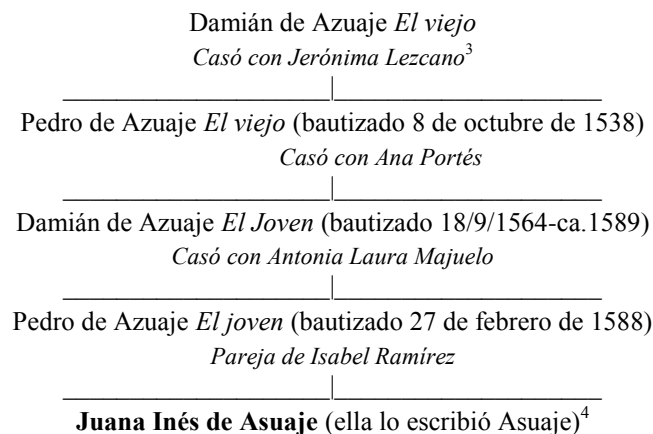 Damián de Azuaje El viejo
Casó con Jerónima Lezcano3
Pedro de Azuaje El viejo (bautizado 8 de octubre de 1538)
Casó con Ana Portés
Damián de Azuaje El Joven (bautizado 18/9/1564-ca.1589)
Casó con Antonia Laura Majuelo
Pedro de Azuaje El joven (bautizado 27 de febrero de 1588)
Pareja de Isabel Ramírez
Juana Inés de Asuaje (ella lo escribió Asuaje)4